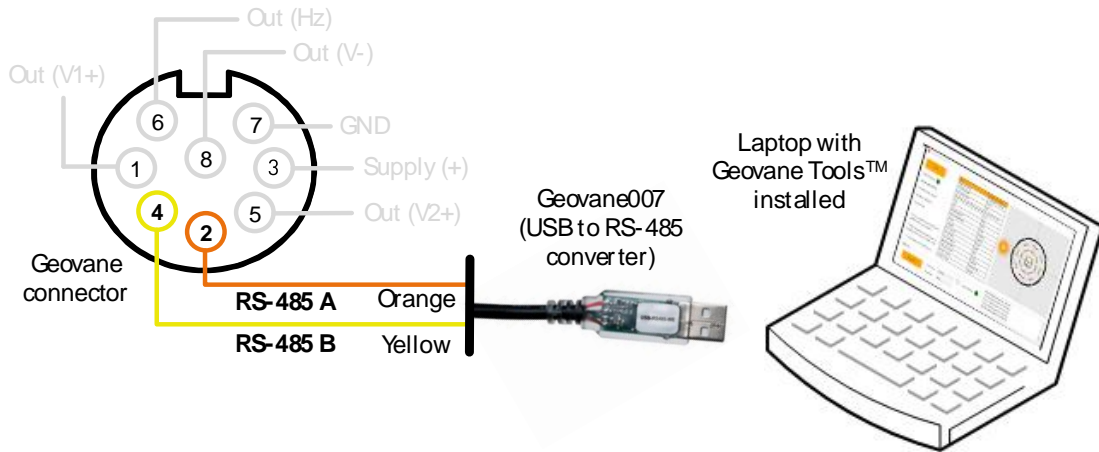 Out (Hz)
Out (V-)
Out (V1+)
6
7
GND
8
1
3
Supply (+)
4
5
Out (V2+)
2
Geovane
connector
RS-485 A
Orange
RS-485 B
Yellow
Geovane007
(USB to RS-485
converter)
Laptop with
Geovane Tools™
installed